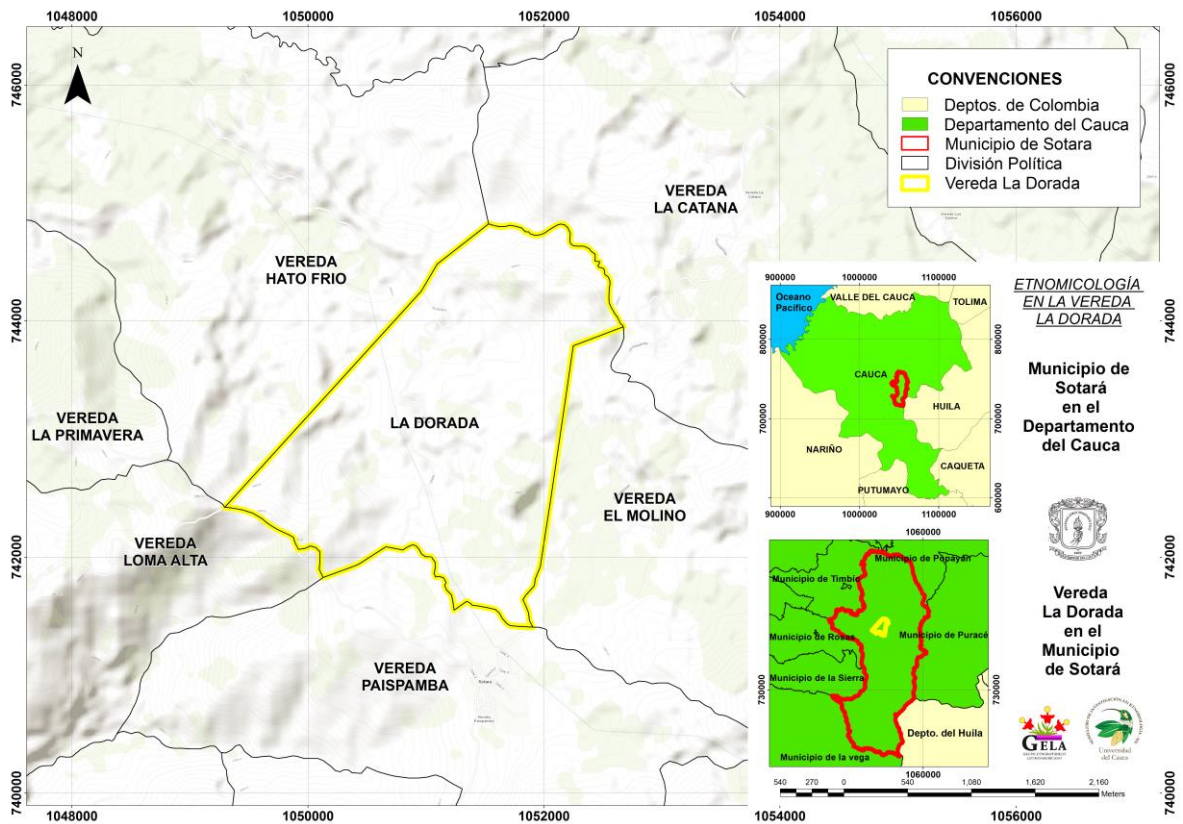 1048000
1050000
1052000
1054000
1056000
746000
744000
742000
740000
N
VEREDA
LA CATANA
VEREDA
HATO FRIO
VEREDA
LA PRIMAVERA
LA DORADA
VEREDA
EL MOLINO
VEREDA
LOMA ALTA
VEREDA
PAISPAMBA
CONVENCIONES
Deptos. de Colombia
Departamento del Cauca
Municipio de Sotara
División Política
Vereda La Dorada
900000
1000000
1100000
800000
700000
600000
Oceano
Pacífico
VALLE DEL CAUCA
TOLIMA
CAUCA
HUILA
NARIÑO
CAQUETA
PUTUMAYO
900000
1000000
1100000
800000
700000
600000
ETNOMICOLOGÍA
EN LA VEREDA
LA DORADA
Municipio de
Sotará
en el
Departamento
del Cauca
Vereda
La Dorada
en el
Municipio
de Sotará
1060000
730000
Municipio de Popayán
Municipio de Timbío
Municipio de Rosas
Municipio de Puracé
Municipio de la Sierra
Depto. del Huila
Municipio de la vega
1060000
730000
GELA
Universidad
del Cauca
540
270
0
540
1,080
1,620
2,160
Meters
746000
744000
742000
740000
1048000
1050000
1052000
1054000
1056000